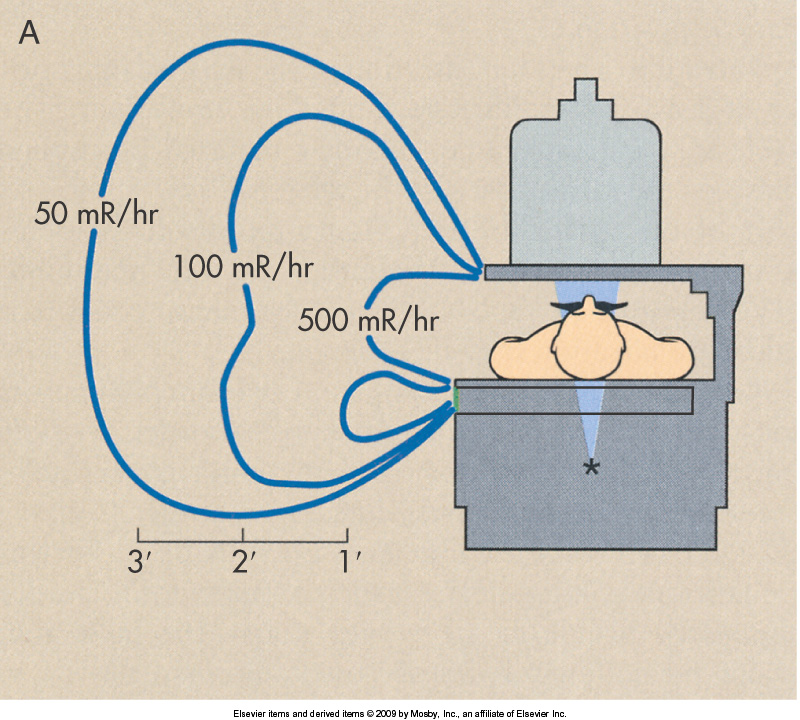 A
50 mR/hr
100 mR/hr
500 mR/hr
*
3′ 2′ 1′
Elsevier items and derived items © 2009 by Mosby, Inc., an affiliate of Elsevier Inc.